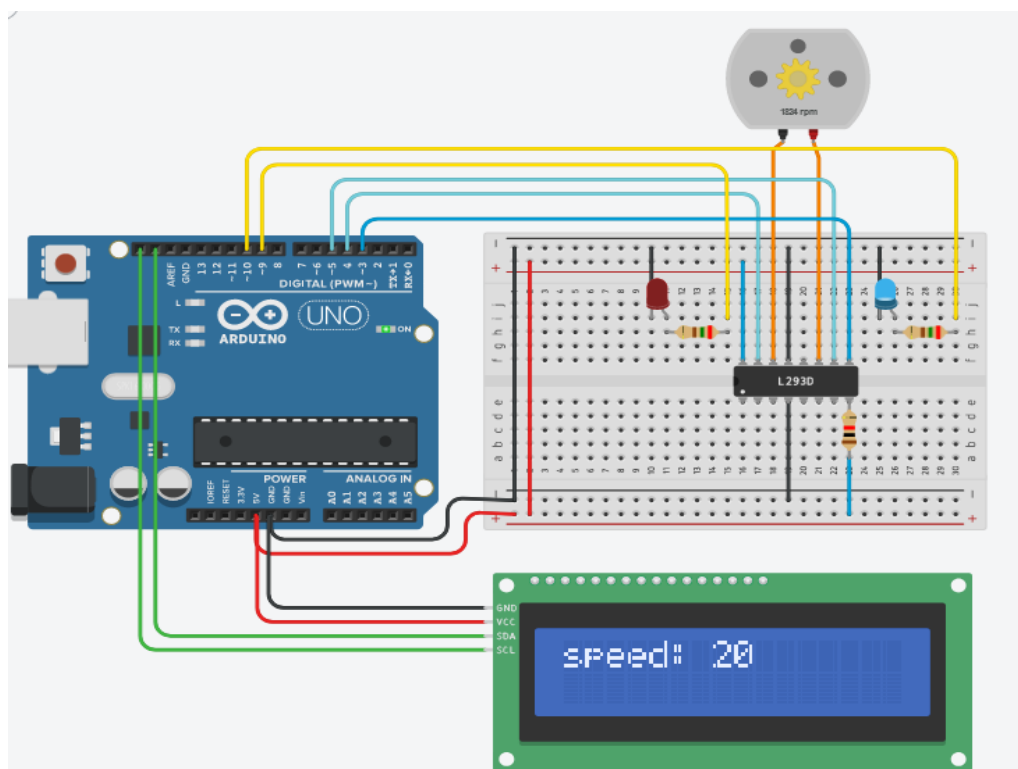 1824 rpm
AREF
GND
13
12
~11
~10
~9
8
7
~6
~5
4
~3
2
TX→1
RX←0
DIGITAL (PWM~)
L
TX
RX
ARDUINO
UNO
ON
IOREF
RESET
3.3V
5V
GND
GND
Vin
POWER
ANALOG IN
A0
A1
A2
A3
A4
A5
L293D
j
i
h
g
f
e
d
c
b
a
GND
VCC
SDA
SCL
speed: 20